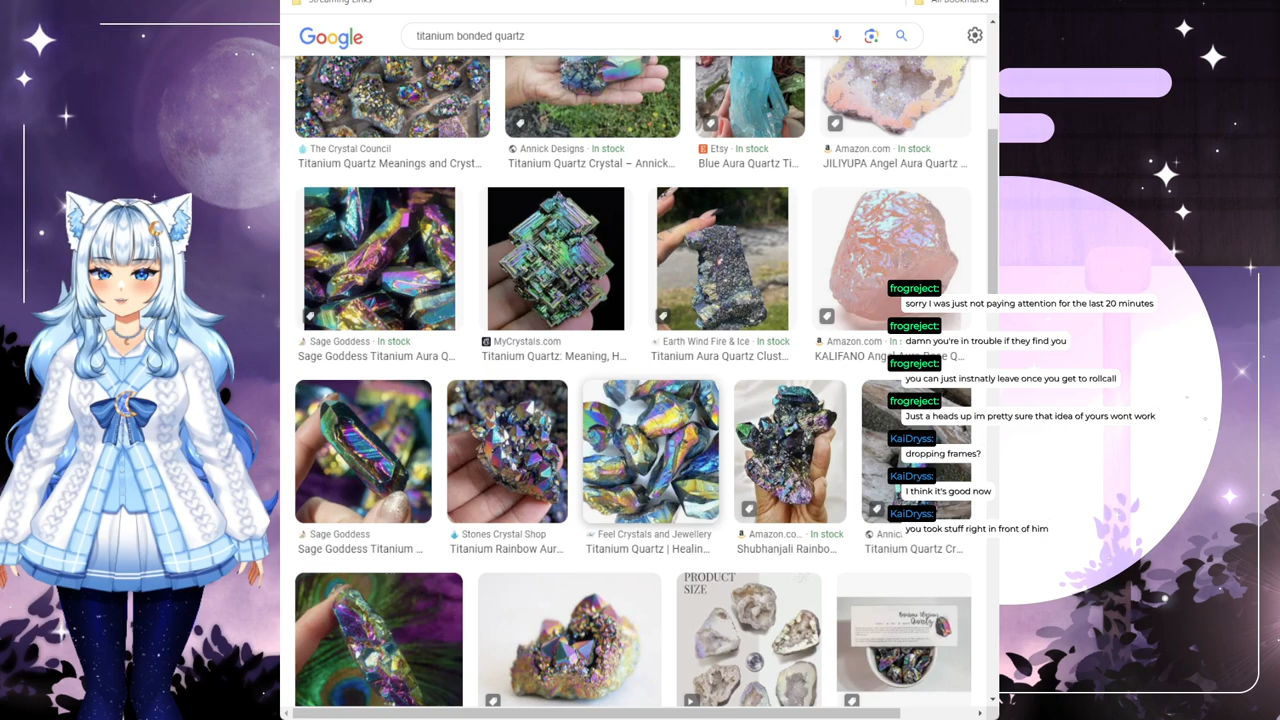 Streaming Links
All Bookmarks
Google
titanium bonded quartz
The Crystal Council
Titanium Quartz Meanings and Cryst...
Annick Designs · In stock
Titanium Quartz Crystal – Annick...
Etsy · In stock
Blue Aura Quartz Ti...
Amazon.com · In stock
JILIYUPA Angel Aura Quartz ...
Sage Goddess · In stock
Sage Goddess Titanium Aura Q...
MyCrystals.com
Titanium Quartz: Meaning, H...
Earth Wind Fire & Ice · In stock
Titanium Aura Quartz Clust...
Amazon.com · In
KALIFANO Angel
Sage Goddess
Sage Goddess Titanium ...
Stones Crystal Shop
Titanium Rainbow Aur...
Feel Crystals and Jewellery
Titanium Quartz | Healin...
Amazon.co... · In stock
Shubhanjali Rainbo...
Titanium Quartz Cr...
PRODUCT
SIZE
Quartz
frogreject:
sorry I was just not paying attention for the last 20 minutes
frogreject:
damn you're in trouble if they find you
frogreject:
you can just instnatly leave once you get to rollcall
frogreject:
Just a heads up im pretty sure that idea of yours wont work
KaiDryss:
dropping frames?
KaiDryss:
I think it's good now
KaiDryss:
you took stuff right in front of him